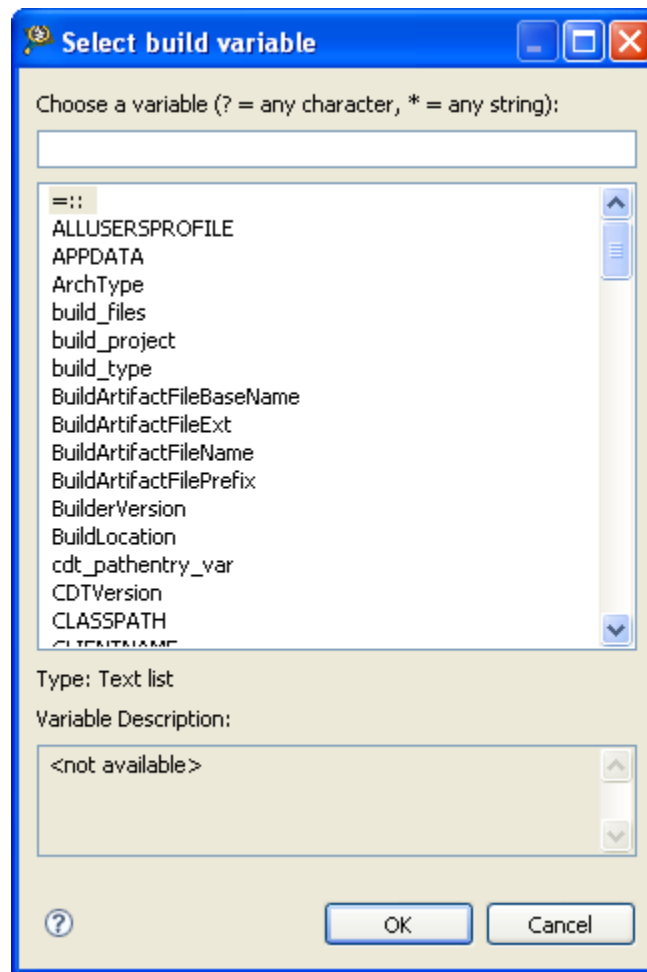 Select build variable
Choose a variable (? = any character, * = any string):
=::
ALLUSERSPROFILE
APPDATA
ArchType
build_files
build_project
build_type
BuildArtifactFileBaseName
BuildArtifactFileExt
BuildArtifactFileName
BuildArtifactFilePrefix
BuilderVersion
BuildLocation
cdt_pathentry_var
CDTVersion
CLASSPATH
CLIENTNAME
Type: Text list
Variable Description:
<not available>
OK Cancel